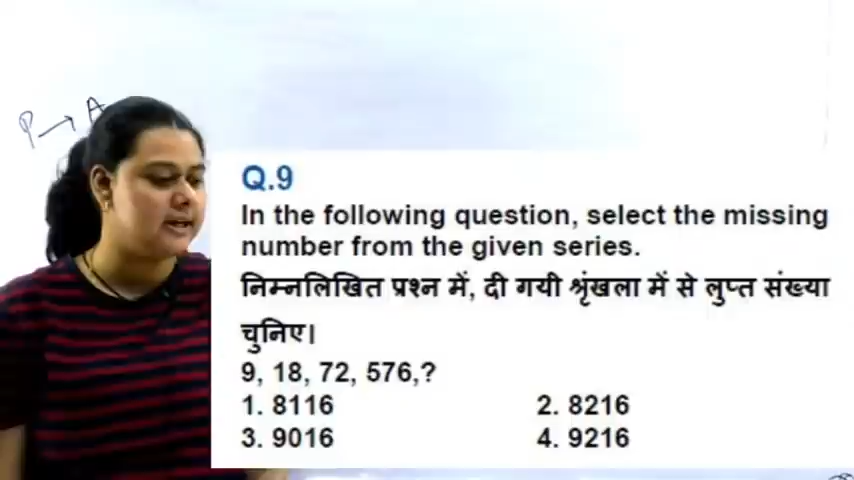 P → A
Q.9
In the following question, select the missing
number from the given series.
निम्नलिखित प्रश्न में, दी गयी श्रृंखला में से लुप्त संख्या
चुनिए।
9, 18, 72, 576,?
1. 8116 2. 8216
3. 9016 4. 9216